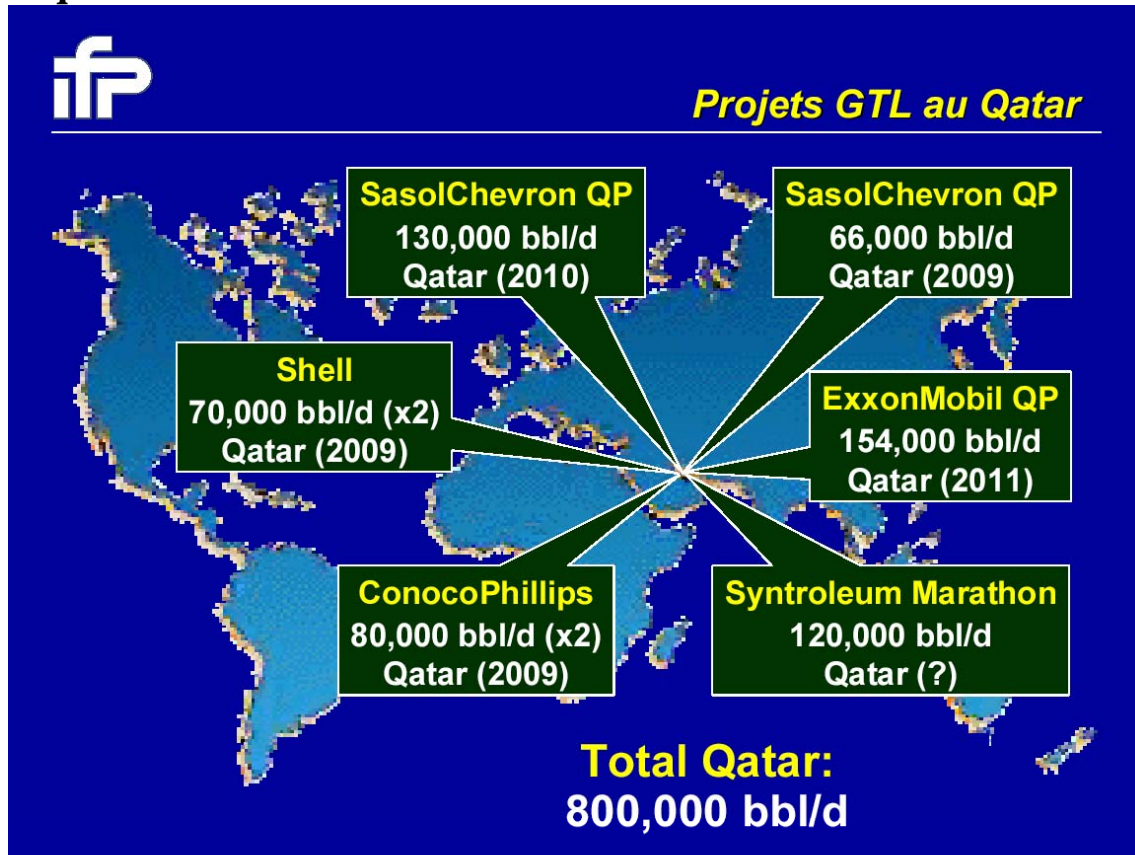 ifp
Projets GTL au Qatar
SasolChevron QP
130,000 bbl/d
Qatar (2010)
SasolChevron QP
66,000 bbl/d
Qatar (2009)
Shell
70,000 bbl/d (x2)
Qatar (2009)
ExxonMobil QP
154,000 bbl/d
Qatar (2011)
ConocoPhillips
80,000 bbl/d (x2)
Qatar (2009)
Syntroleum Marathon
120,000 bbl/d
Qatar (?)
Total Qatar:
800,000 bbl/d